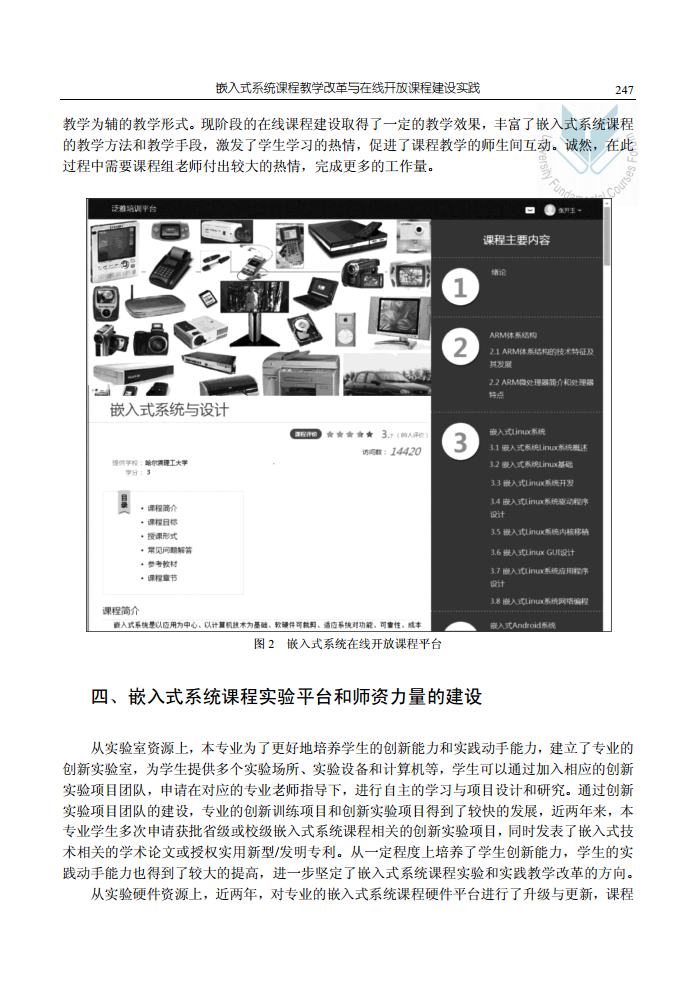 嵌入式系统课程教学改革与在线开放课程建设实践 247
教学为辅的教学形式。现阶段的在线课程建设取得了一定的教学效果，丰富了嵌入式系统课程
的教学方法和教学手段，激发了学生学习的热情，促进了课程教学的师生间互动。诚然，在此
过程中需要课程组老师付出较大的热情，完成更多的工作量。
University Fundamental Courses Forum
泛雅培训平台
课程主要内容
1
绪论
2
ARM体系结构
2.1 ARM体系结构的技术特征及
其发展
2.2 ARM微处理器简介和处理器
特点
嵌入式系统与设计
课程评价 3.7
访问数：14420
提供学校：哈尔滨理工大学
学分：3
目录
• 课程简介
• 课程目标
• 授课形式
• 常见问题解答
• 参考教材
• 课程章节
3
嵌入式Linux系统
3.1 嵌入式Linux系统概述
3.2 嵌入式系统Linux基础
3.3 嵌入式Linux系统开发
3.4 嵌入式Linux系统驱动程序
设计
3.5 嵌入式Linux系统内核移植
3.6 嵌入式Linux GUI设计
3.7 嵌入式Linux系统应用程序
设计
3.8 嵌入式Linux系统网络编程
嵌入式Android系统
课程简介
嵌入式系统是以应用为中心、以计算机技术为基础、软硬件可裁剪、适应系统对功能、可靠性、成本
图 2 嵌入式系统在线开放课程平台
四、嵌入式系统课程实验平台和师资力量的建设
从实验室资源上，本专业为了更好地培养学生的创新能力和实践动手能力，建立了专业的
创新实验室，为学生提供多个实验场所、实验设备和计算机等，学生可以通过加入相应的创新
实验项目团队，申请在对应的专业老师指导下，进行自主的学习与项目设计和研究。通过创新
实验项目团队的建设，专业的创新训练项目和创新实验项目得到了较快的发展，近两年来，本
专业学生多次申请获批省级或校级嵌入式系统课程相关的创新实验项目，同时发表了嵌入式技
术相关的学术论文或授权实用新型/发明专利。从一定程度上培养了学生创新能力，学生的实
践动手能力也得到了较大的提高，进一步坚定了嵌入式系统课程实验和实践教学改革的方向。
从实验硬件资源上，近两年，对专业的嵌入式系统课程硬件平台进行了升级与更新，课程